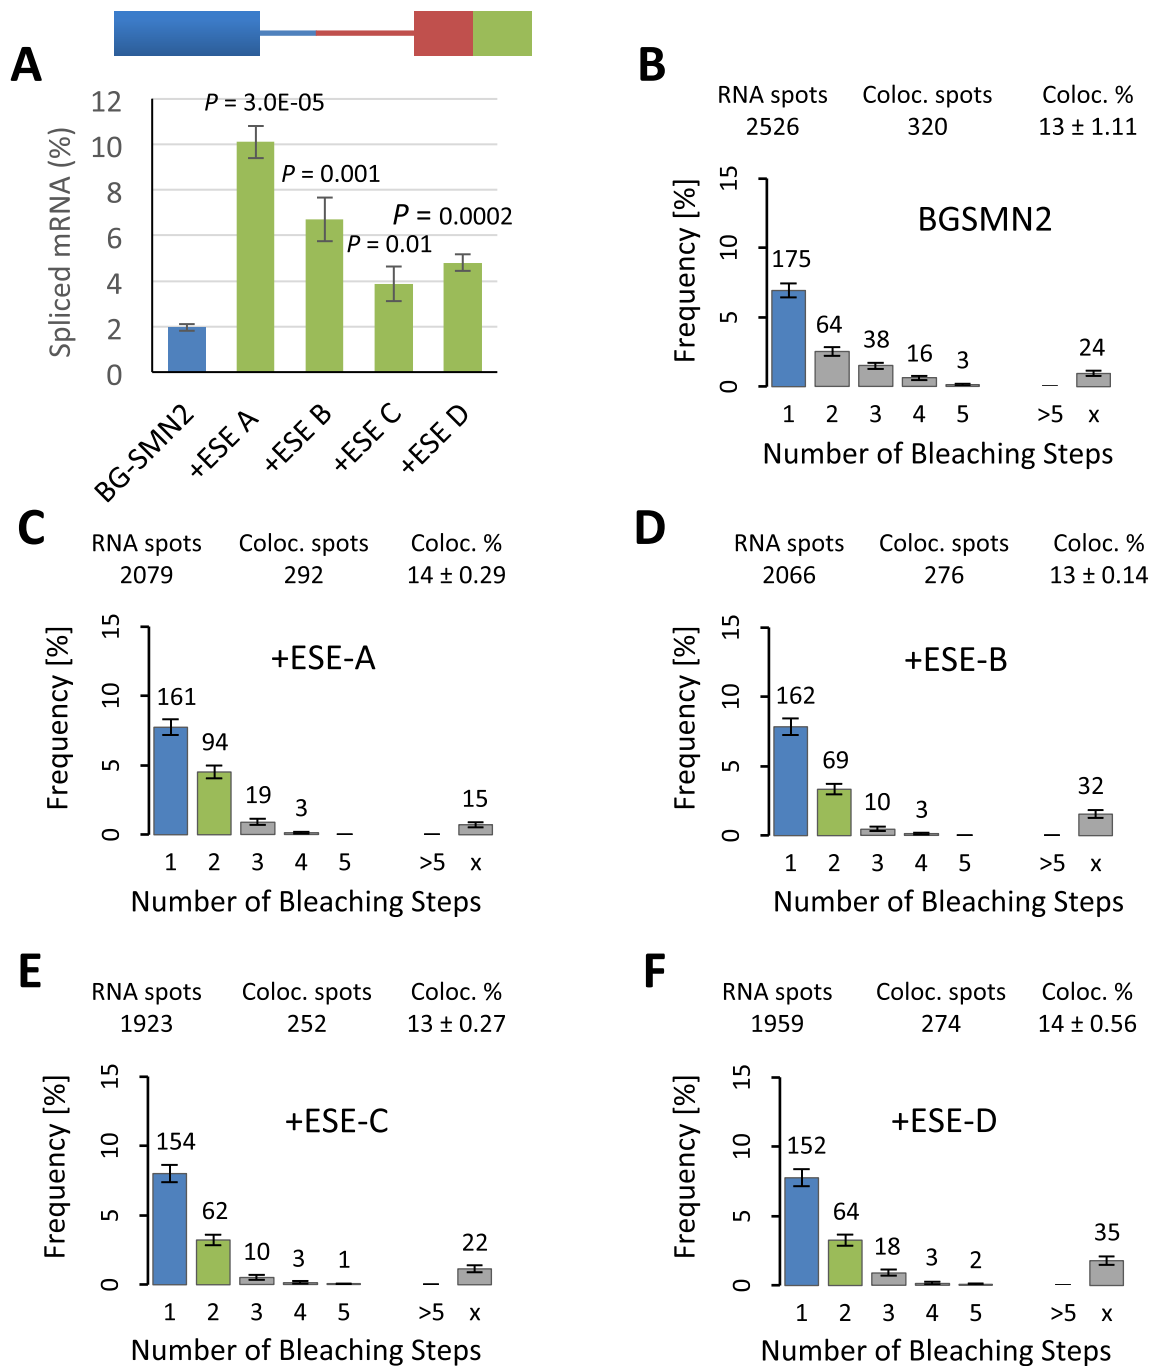 A
12
10
8
6
4
2
0
Spliced mRNA (%)
P = 3.0E-05
P = 0.001
P = 0.01
P = 0.0002
BG-SMN2
+ESE A
+ESE B
+ESE C
+ESE D
B
RNA spots Coloc. spots Coloc. %
2526 320 13 ± 1.11
BGSMN2
Frequency [%]
15
10
5
0
175 64 38 16 3 24
1 2 3 4 5 >5 x
Number of Bleaching Steps
C
RNA spots Coloc. spots Coloc. %
2079 292 14 ± 0.29
+ESE-A
Frequency [%]
15
10
5
0
161 94 19 3 15
1 2 3 4 5 >5 x
Number of Bleaching Steps
D
RNA spots Coloc. spots Coloc. %
2066 276 13 ± 0.14
+ESE-B
Frequency [%]
15
10
5
0
162 69 10 3 32
1 2 3 4 5 >5 x
Number of Bleaching Steps
E
RNA spots Coloc. spots Coloc. %
1923 252 13 ± 0.27
+ESE-C
Frequency [%]
15
10
5
0
154 62 10 3 1 22
1 2 3 4 5 >5 x
Number of Bleaching Steps
F
RNA spots Coloc. spots Coloc. %
1959 274 14 ± 0.56
+ESE-D
Frequency [%]
15
10
5
0
152 64 18 3 2 35
1 2 3 4 5 >5 x
Number of Bleaching Steps